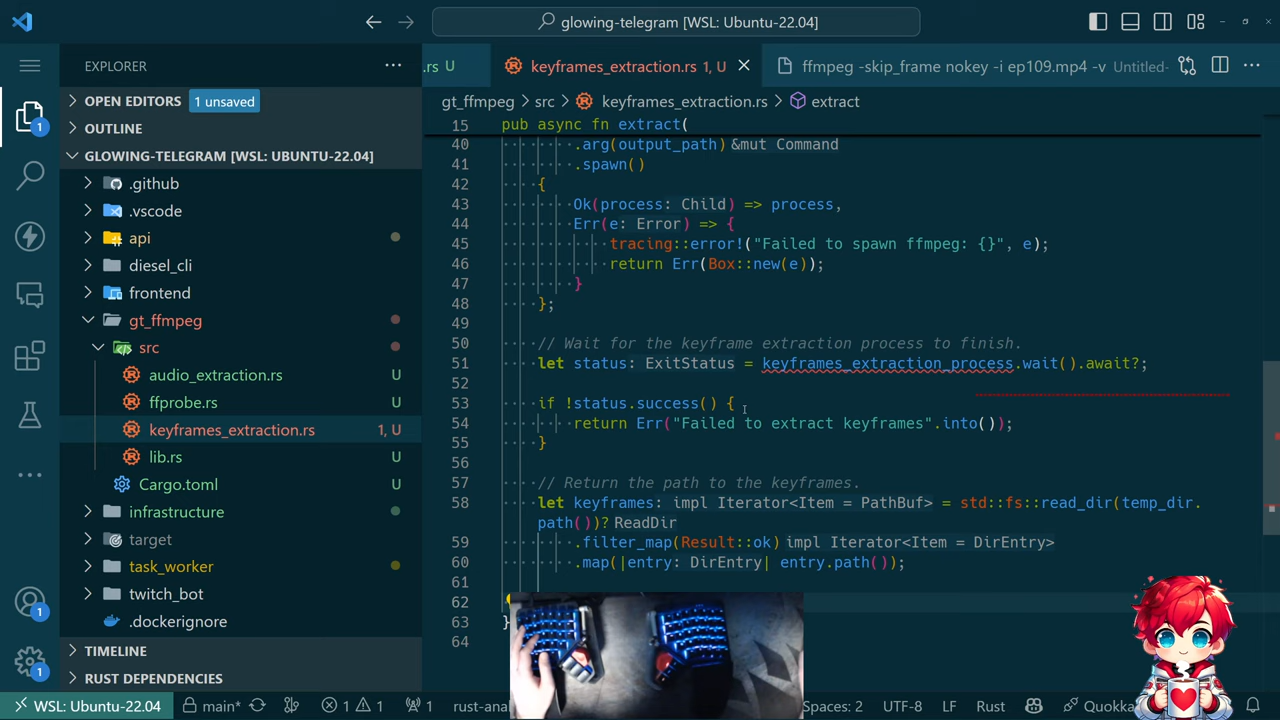 glowing-telegram [WSL: Ubuntu-22.04]
EXPLORER
OPEN EDITORS 1 unsaved
OUTLINE
GLOWING-TELEGRAM [WSL: UBUNTU-22.04]
.github
.vscode
api
diesel_cli
frontend
gt_ffmpeg
src
audio_extraction.rs U
ffprobe.rs U
keyframes_extraction.rs 1, U
lib.rs U
Cargo.toml U
infrastructure
target
task_worker
twitch_bot
.dockerignore
TIMELINE
RUST DEPENDENCIES
1
1
1
.rs U
keyframes_extraction.rs 1, U
ffmpeg -skip_frame nokey -i ep109.mp4 -v Untitled-
gt_ffmpeg > src > keyframes_extraction.rs > extract
15 pub async fn extract(
40 .arg(output_path) &mut Command
41 .spawn()
42 {
43 Ok(process: Child) => process,
44 Err(e: Error) => {
45 tracing::error!("Failed to spawn ffmpeg: {}", e);
46 return Err(Box::new(e));
47 }
48 };
49
50 // Wait for the keyframe extraction process to finish.
51 let status: ExitStatus = keyframes_extraction_process.wait().await?;
52
53 if !status.success() {
54 return Err("Failed to extract keyframes".into());
55 }
56
57 // Return the path to the keyframes.
58 let keyframes: impl Iterator<Item = PathBuf> = std::fs::read_dir(temp_dir.
path())? ReadDir
59 .filter_map(Result::ok) impl Iterator<Item = DirEntry>
60 .map(|entry: DirEntry| entry.path());
61
62
63 }
64
WSL: Ubuntu-22.04 main* 1 1 1 rust-ana Spaces: 2 UTF-8 LF Rust Quokka